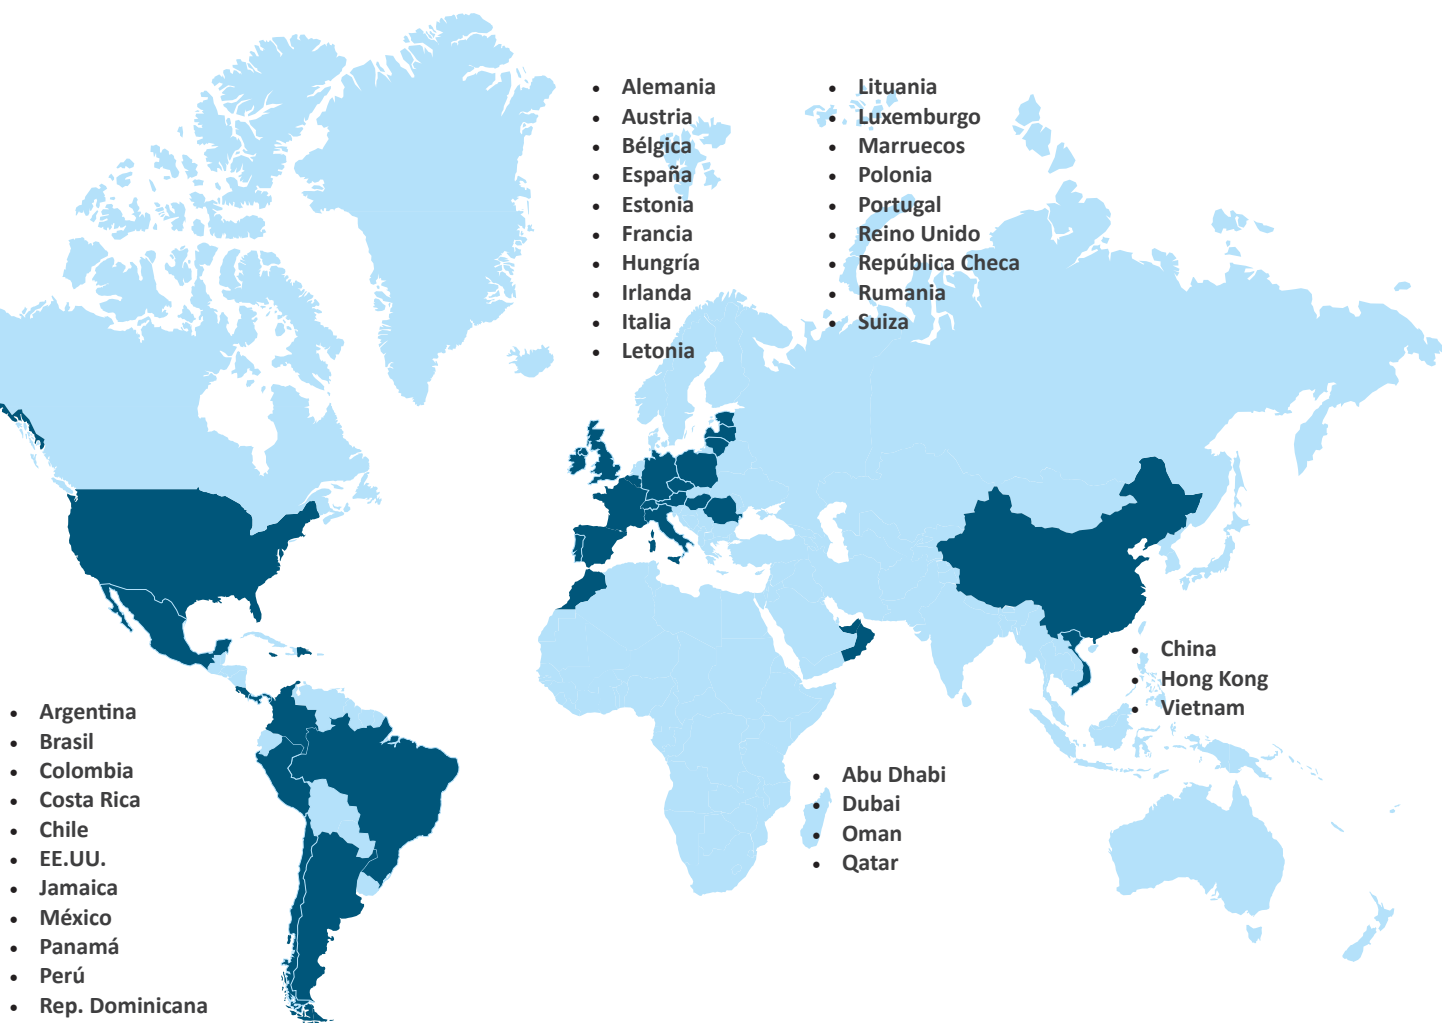 • Alemania
• Austria
• Bélgica
• España
• Estonia
• Francia
• Hungría
• Irlanda
• Italia
• Letonia
• Lituania
• Luxemburgo
• Marruecos
• Polonia
• Portugal
• Reino Unido
• República Checa
• Rumania
• Suiza
• China
• Hong Kong
• Vietnam
• Argentina
• Brasil
• Colombia
• Costa Rica
• Chile
• EE.UU.
• Jamaica
• México
• Panamá
• Perú
• Rep. Dominicana
• Abu Dhabi
• Dubai
• Oman
• Qatar